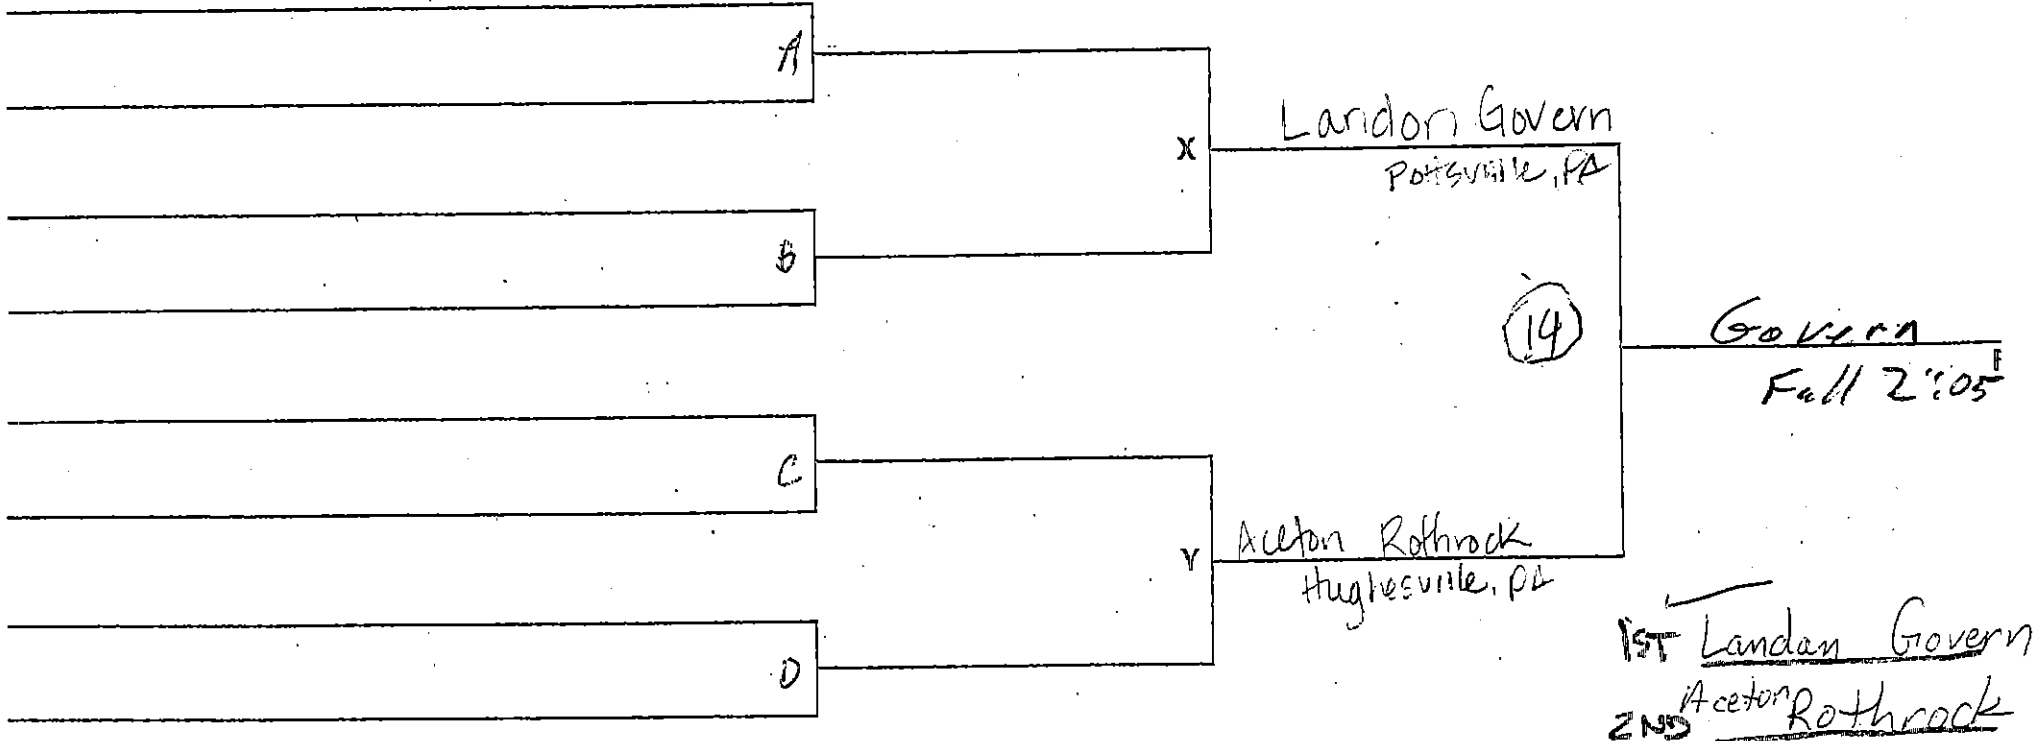 A
Landon Govern
X
Pottsville, PA
B
14
Govern
Fall 2:05
C
Aceton Rothrock
Y
Hughesville, PA
1ST Landan Govern
D
2ND Aceton Rothrock